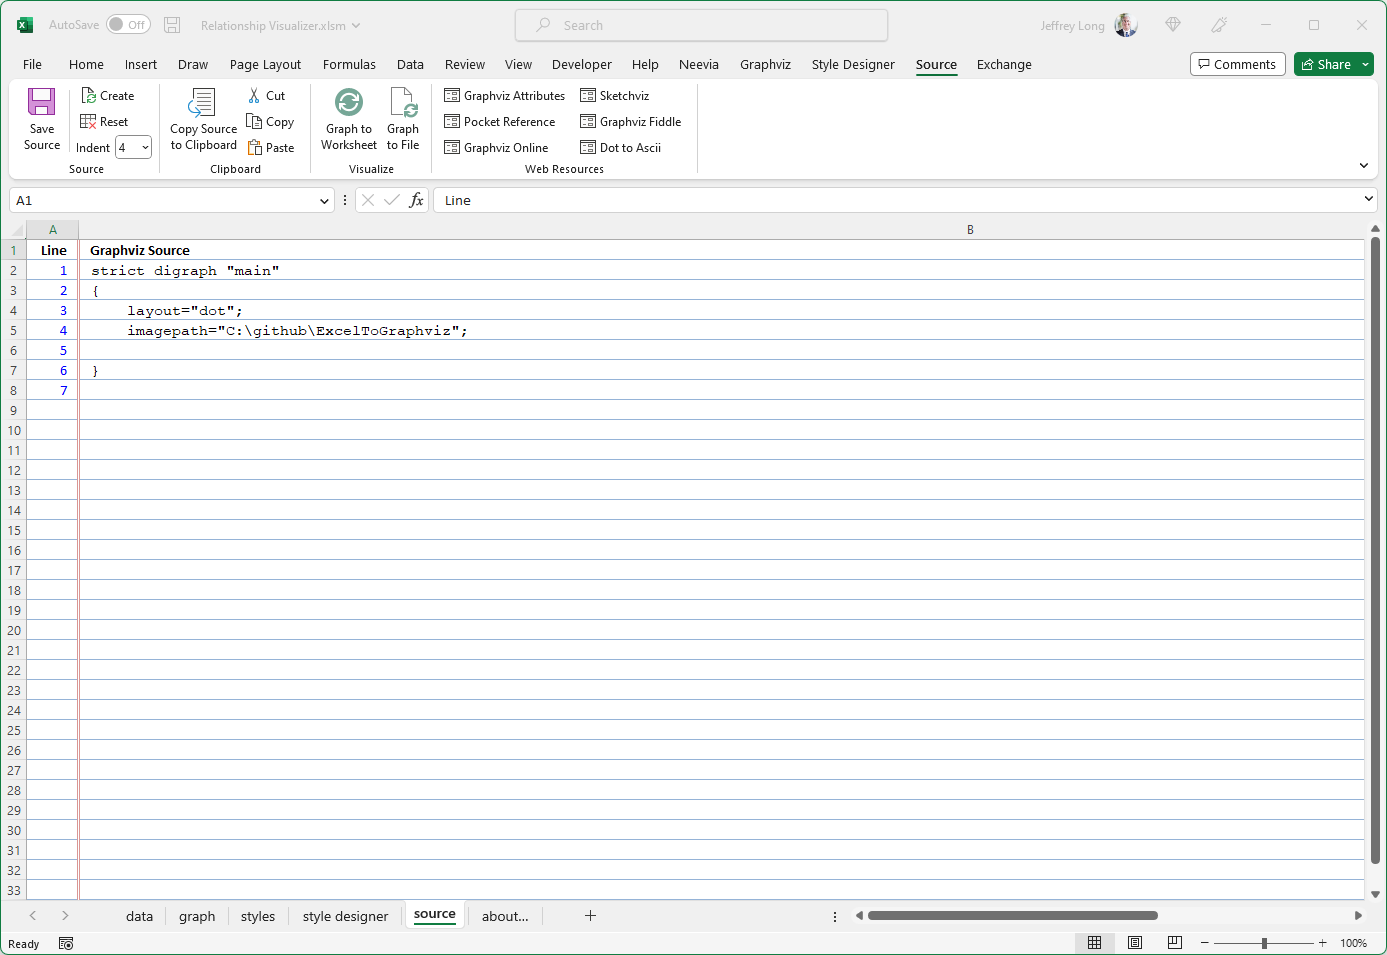 AutoSave Off Relationship Visualizer.xlsm Search Jeffrey Long
File Home Insert Draw Page Layout Formulas Data Review View Developer Help Neevia Graphviz Style Designer Source Exchange Comments Share
Save Source
Create
Reset
Indent 4
Source
Copy Source to Clipboard
Cut
Copy
Paste
Clipboard
Graph to Worksheet
Graph to File
Visualize
Graphviz Attributes
Pocket Reference
Graphviz Online
Sketchviz
Graphviz Fiddle
Dot to Ascii
Web Resources
A1 fx Line
A B
1 Line Graphviz Source
2 1 strict digraph "main"
3 2 {
4 3 layout="dot";
5 4 imagepath="C:\github\ExcelToGraphviz";
6 5
7 6 }
8 7
9
10
11
12
13
14
15
16
17
18
19
20
21
22
23
24
25
26
27
28
29
30
31
32
33
data graph styles style designer source about...
Ready 100%